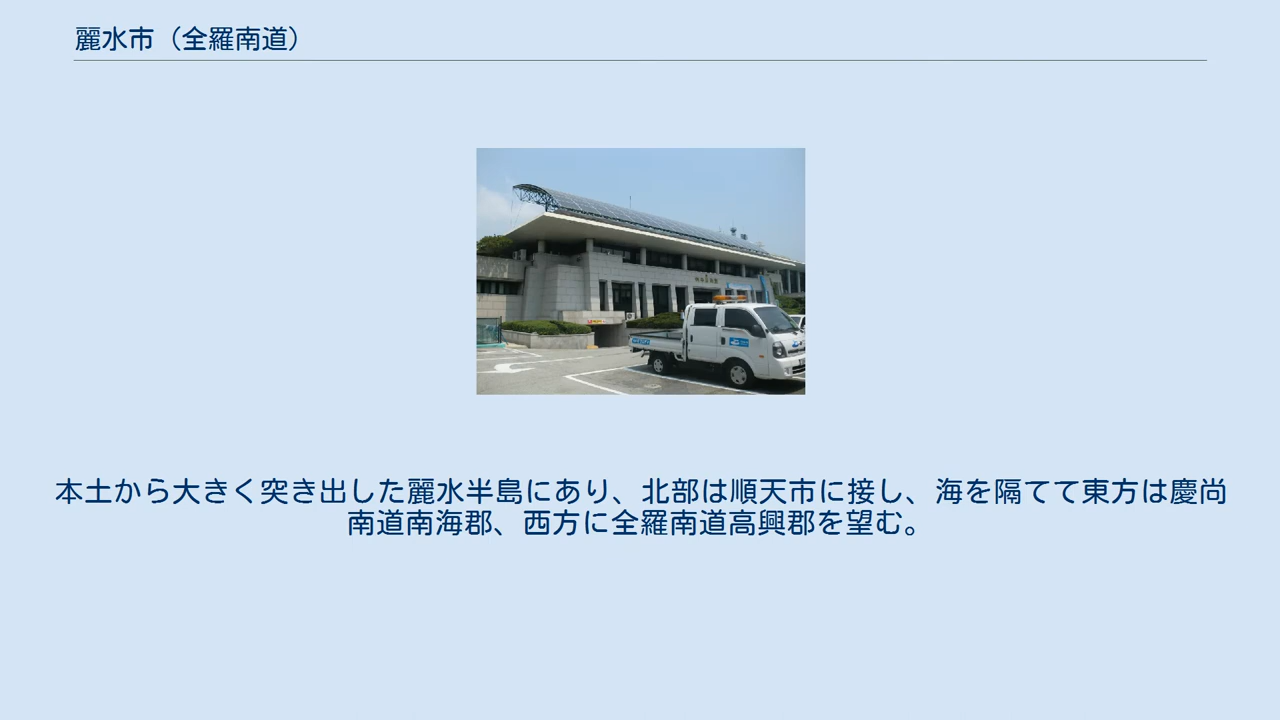 麗水市（全羅南道）
本土から大きく突き出した麗水半島にあり、北部は順天市に接し、海を隔てて東方は慶尚
南道南海郡、西方に全羅南道高興郡を望む。